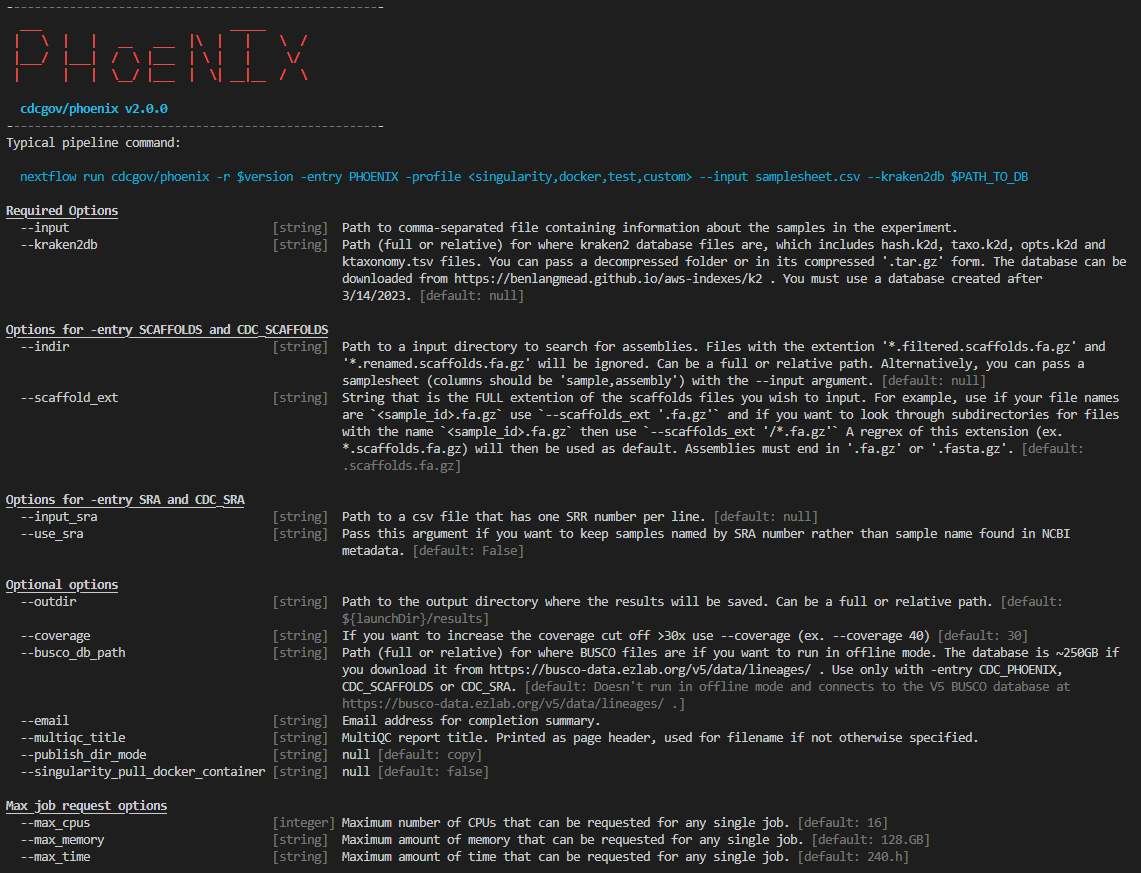 ------------------------------------------------------
PHoeNIX
cdcgov/phoenix v2.0.0
------------------------------------------------------
Typical pipeline command:
nextflow run cdcgov/phoenix -r $version -entry PHOENIX -profile <singularity,docker,test,custom> --input samplesheet.csv --kraken2db $PATH_TO_DB
Required Options
--input [string] Path to comma-separated file containing information about the samples in the experiment.
--kraken2db [string] Path (full or relative) for where kraken2 database files are, which includes hash.k2d, taxo.k2d, opts.k2d and
ktaxonomy.tsv files. You can pass a decompressed folder or in its compressed '.tar.gz' form. The database can be
downloaded from https://benlangmead.github.io/aws-indexes/k2 . You must use a database created after
3/14/2023. [default: null]
Options for -entry SCAFFOLDS and CDC_SCAFFOLDS
--indir [string] Path to a input directory to search for assemblies. Files with the extention '*.filtered.scaffolds.fa.gz' and
'*.renamed.scaffolds.fa.gz' will be ignored. Can be a full or relative path. Alternatively, you can pass a
samplesheet (columns should be 'sample,assembly') with the --input argument. [default: null]
--scaffold_ext [string] String that is the FULL extention of the scaffolds files you wish to input. For example, use if your file names
are `<sample_id>.fa.gz` use `--scaffolds_ext '.fa.gz'` and if you want to look through subdirectories for files
with the name `<sample_id>.fa.gz` then use `--scaffolds_ext '/*.fa.gz'` A regrex of this extension (ex.
*.scaffolds.fa.gz) will then be used as default. Assemblies must end in '.fa.gz' or '.fasta.gz'. [default:
.scaffolds.fa.gz]
Options for -entry SRA and CDC_SRA
--input_sra [string] Path to a csv file that has one SRR number per line. [default: null]
--use_sra [string] Pass this argument if you want to keep samples named by SRA number rather than sample name found in NCBI
metadata. [default: False]
Optional options
--outdir [string] Path to the output directory where the results will be saved. Can be a full or relative path. [default:
${launchDir}/results]
--coverage [string] If you want to increase the coverage cut off >30x use --coverage (ex. --coverage 40) [default: 30]
--busco_db_path [string] Path (full or relative) for where BUSCO files are if you want to run in offline mode. The database is ~250GB if
you download it from https://busco-data.ezlab.org/v5/data/lineages/ . Use only with -entry CDC_PHOENIX,
CDC_SCAFFOLDS or CDC_SRA. [default: Doesn't run in offline mode and connects to the V5 BUSCO database at
https://busco-data.ezlab.org/v5/data/lineages/ .]
--email [string] Email address for completion summary.
--multiqc_title [string] MultiQC report title. Printed as page header, used for filename if not otherwise specified.
--publish_dir_mode [string] null [default: copy]
--singularity_pull_docker_container [string] null [default: false]
Max job request options
--max_cpus [integer] Maximum number of CPUs that can be requested for any single job. [default: 16]
--max_memory [string] Maximum amount of memory that can be requested for any single job. [default: 128.GB]
--max_time [string] Maximum amount of time that can be requested for any single job. [default: 240.h]